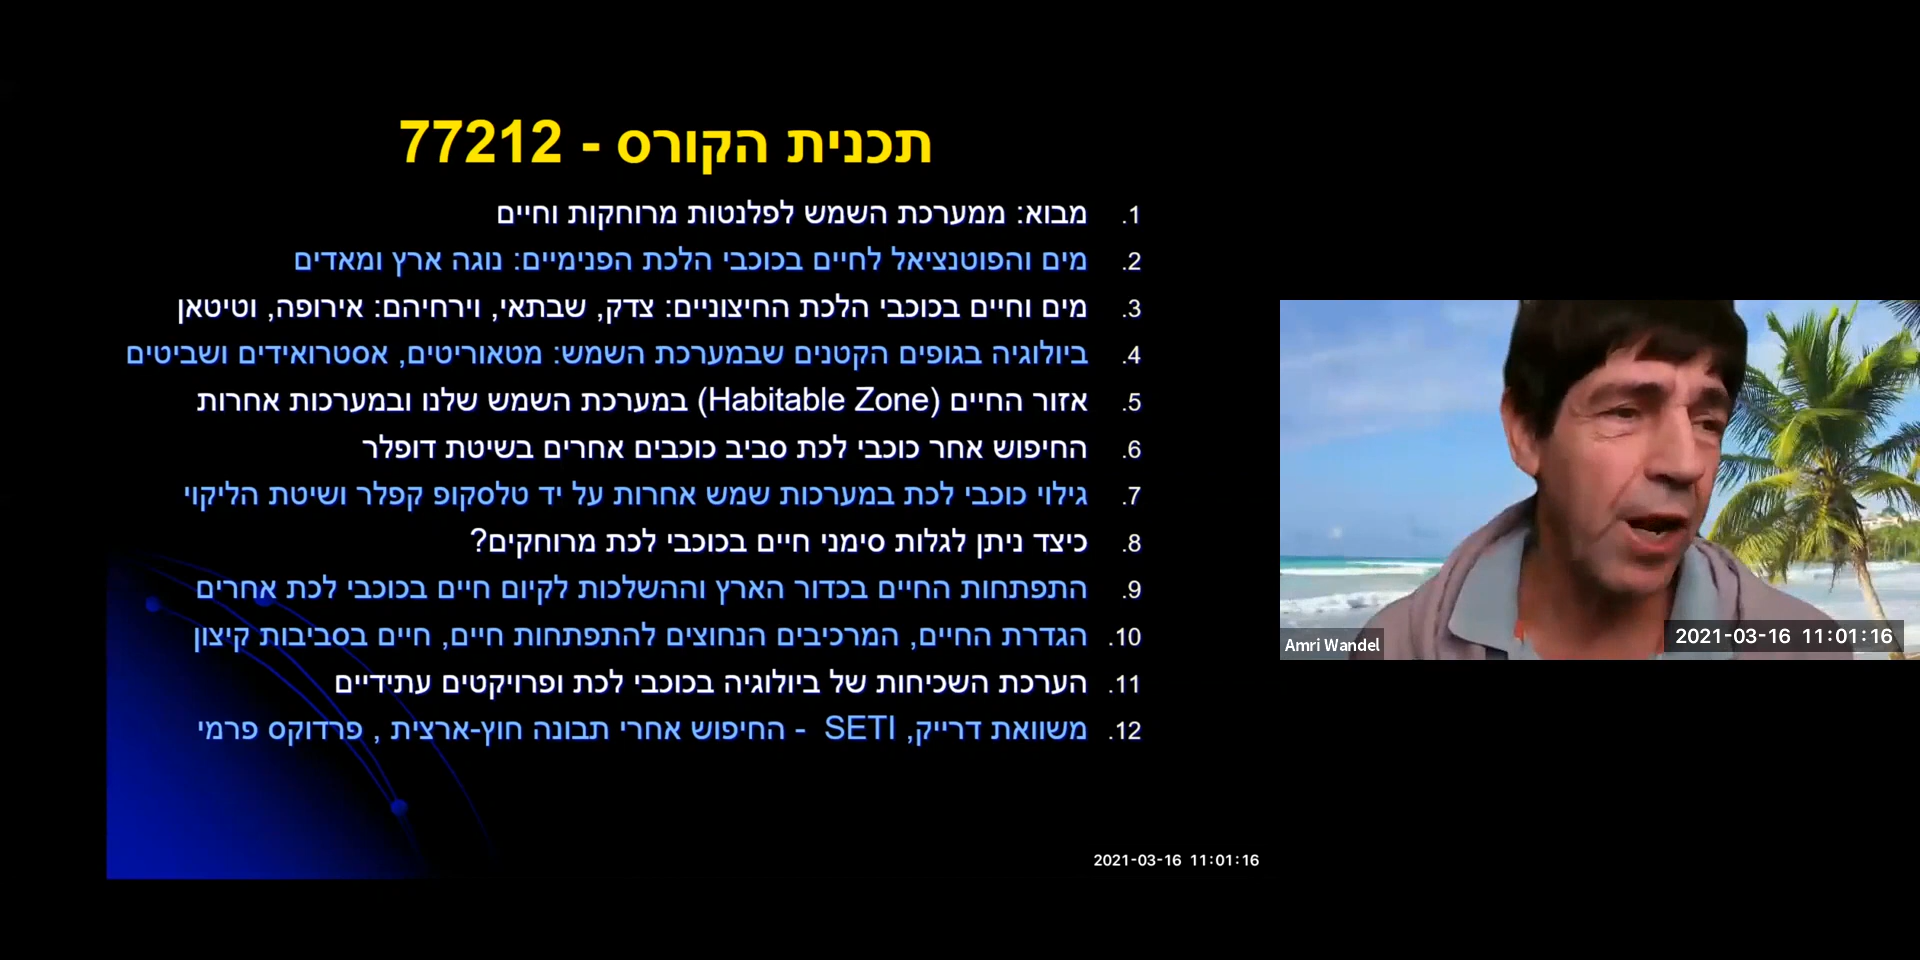 תכנית הקורס - 77212
1. מבוא: ממערכת השמש לפלנטות מרוחקות וחיים
2. מים והפוטנציאל לחיים בכוכבי הלכת הפנימיים: נוגה ארץ ומאדים
3. מים וחיים בכוכבי הלכת החיצוניים: צדק, שבתאי, וירחיהם: אירופה, וטיטאן
4. ביולוגיה בגופים הקטנים שבמערכת השמש: מטאוריטים, אסטרואידים ושביטים
5. אזור החיים (Habitable Zone) במערכת השמש שלנו ובמערכות אחרות
6. החיפוש אחר כוכבי לכת סביב כוכבים אחרים בשיטת דופלר
7. גילוי כוכבי לכת במערכות שמש אחרות על יד טלסקופ קפלר ושיטת הליקוי
8. כיצד ניתן לגלות סימני חיים בכוכבי לכת מרוחקים?
9. התפתחות החיים בכדור הארץ וההשלכות לקיום חיים בכוכבי לכת אחרים
10. הגדרת החיים, המרכיבים הנחוצים להתפתחות חיים, חיים בסביבות קיצון
11. הערכת השכיחות של ביולוגיה בכוכבי לכת ופרויקטים עתידיים
12. משוואת דרייק, SETI - החיפוש אחרי תבונה חוץ-ארצית , פרדוקס פרמי
2021-03-16 11:01:16
Amri Wandel
2021-03-16 11:01:16